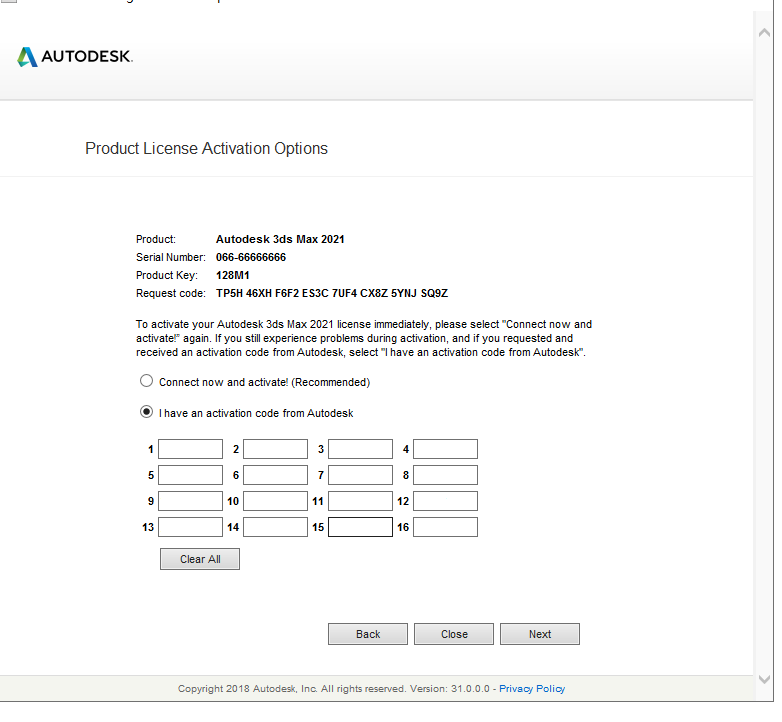 AUTODESK.
Product License Activation Options
Product: Autodesk 3ds Max 2021
Serial Number: 066-66666666
Product Key: 128M1
Request code: TP5H 46XH F6F2 ES3C 7UF4 CX8Z 5YNJ SQ9Z
To activate your Autodesk 3ds Max 2021 license immediately, please select "Connect now and
activate!" again. If you still experience problems during activation, and if you requested and
received an activation code from Autodesk, select "I have an activation code from Autodesk".
Connect now and activate! (Recommended)
I have an activation code from Autodesk
1 2 3 4
5 6 7 8
9 10 11 12
13 14 15 16
Clear All
Back Close Next
Copyright 2018 Autodesk, Inc. All rights reserved. Version: 31.0.0.0 - Privacy Policy